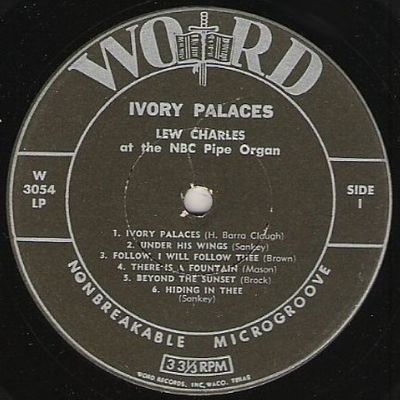 WORD
IVORY PALACES
LEW CHARLES
at the NBC Pipe Organ
W
3054
LP
SIDE
1
1. IVORY PALACES (H. Barro Clough)
2. UNDER HIS WINGS (Sankey)
3. FOLLOW, I WILL FOLLOW THEE (Brown)
4. THERE IS A FOUNTAIN (Mason)
5. BEYOND THE SUNSET (Brock)
6. HIDING IN THEE
(Sankey)
NONBREAKABLE MICROGROOVE
33⅓ RPM
WORD RECORDS, INC., WACO, TEXAS